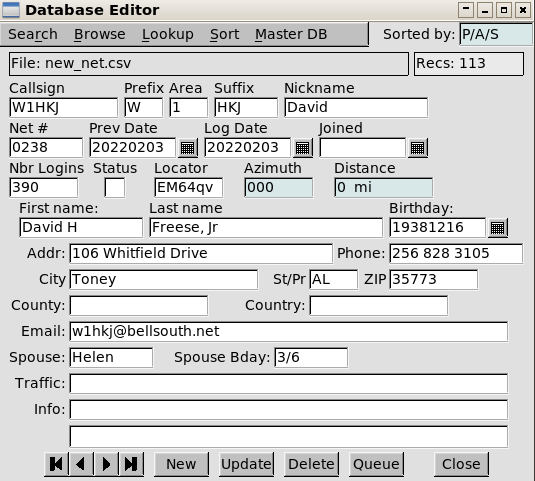 Database Editor
Search Browse Lookup Sort Master DB Sorted by: P/A/S
File: new_net.csv Recs: 113
Callsign Prefix Area Suffix Nickname
W1HKJ W 1 HKJ David
Net # Prev Date Log Date Joined
0238 20220203 20220203
Nbr Logins Status Locator Azimuth Distance
390 EM64qv 000 0 mi
First name: Last name Birthday:
David H Freese, Jr 19381216
Addr: 106 Whitfield Drive Phone: 256 828 3105
City Toney St/Pr AL ZIP 35773
County: Country:
Email: w1hkj@bellsouth.net
Spouse: Helen Spouse Bday: 3/6
Traffic:
Info:
New Update Delete Queue Close